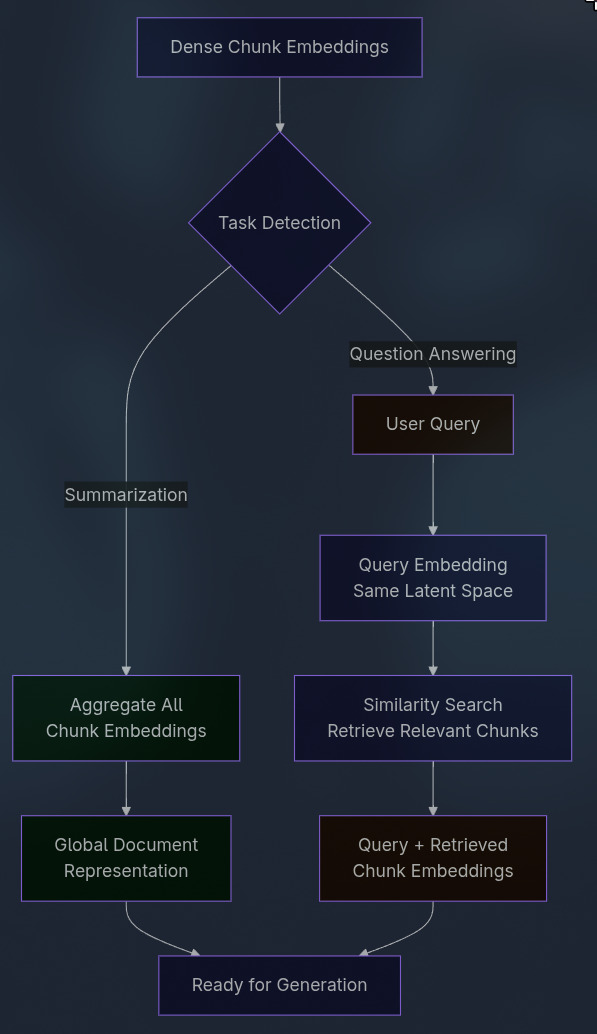 Dense Chunk Embeddings
Task Detection
Question Answering
User Query
Summarization
Query Embedding
Same Latent Space
Aggregate All
Chunk Embeddings
Similarity Search
Retrieve Relevant Chunks
Global Document
Representation
Query + Retrieved
Chunk Embeddings
Ready for Generation